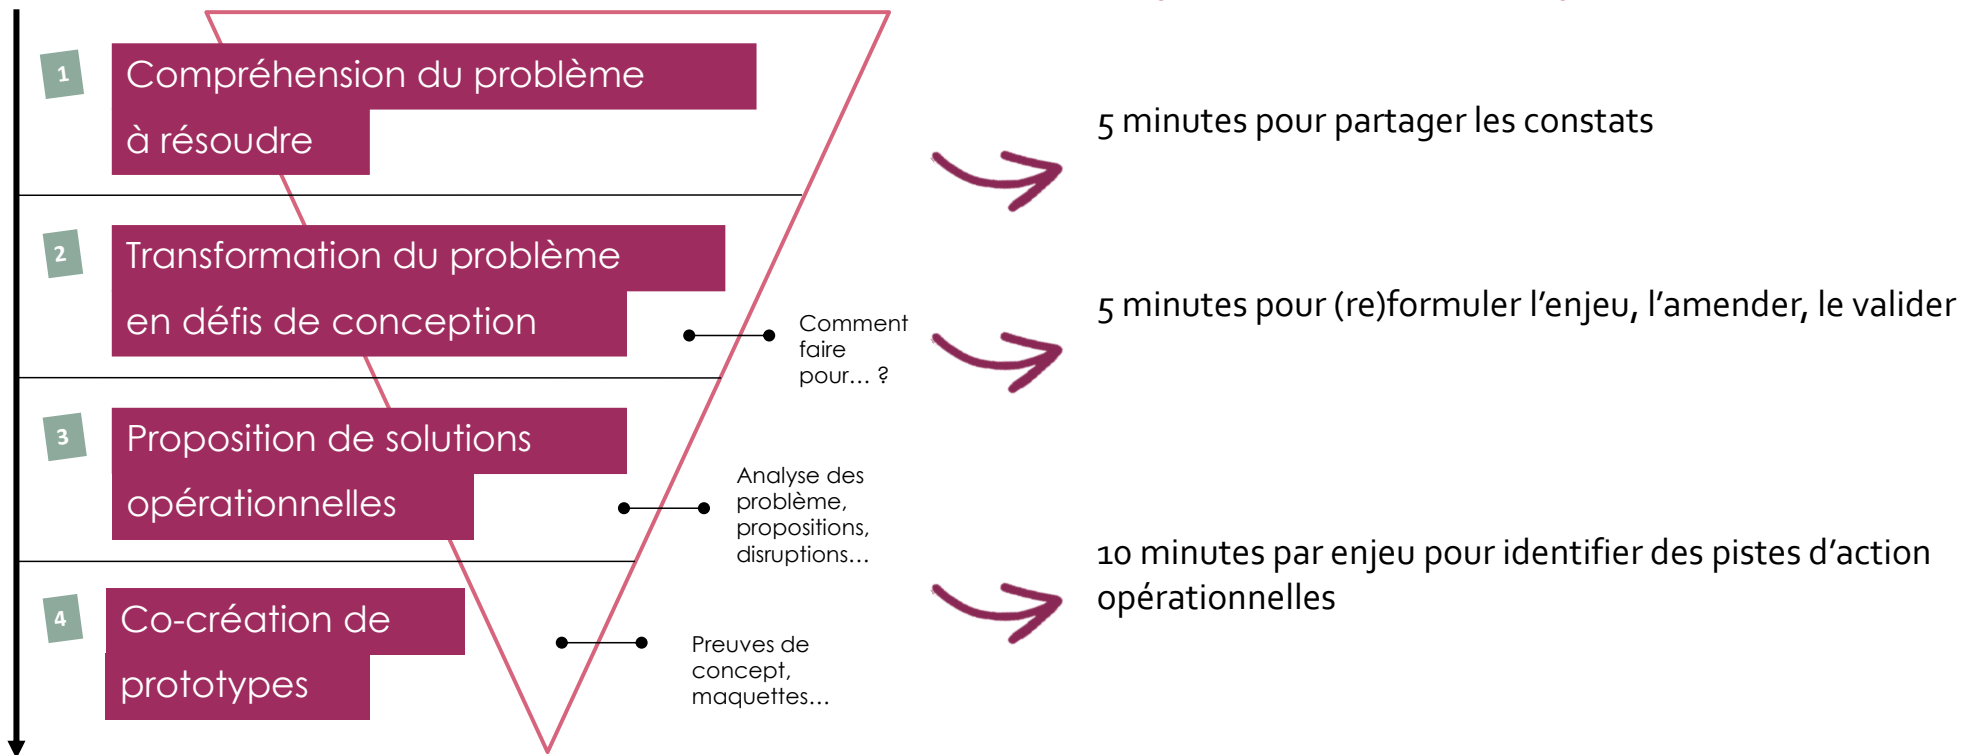 1
Compréhension du problème
à résoudre
5 minutes pour partager les constats
2
Transformation du problème
en défis de conception
Comment
faire
pour... ?
5 minutes pour (re)formuler l’enjeu, l’amender, le valider
3
Proposition de solutions
opérationnelles
Analyse des
problème,
propositions,
disruptions...
10 minutes par enjeu pour identifier des pistes d’action
opérationnelles
4
Co-création de
prototypes
Preuves de
concept,
maquettes...